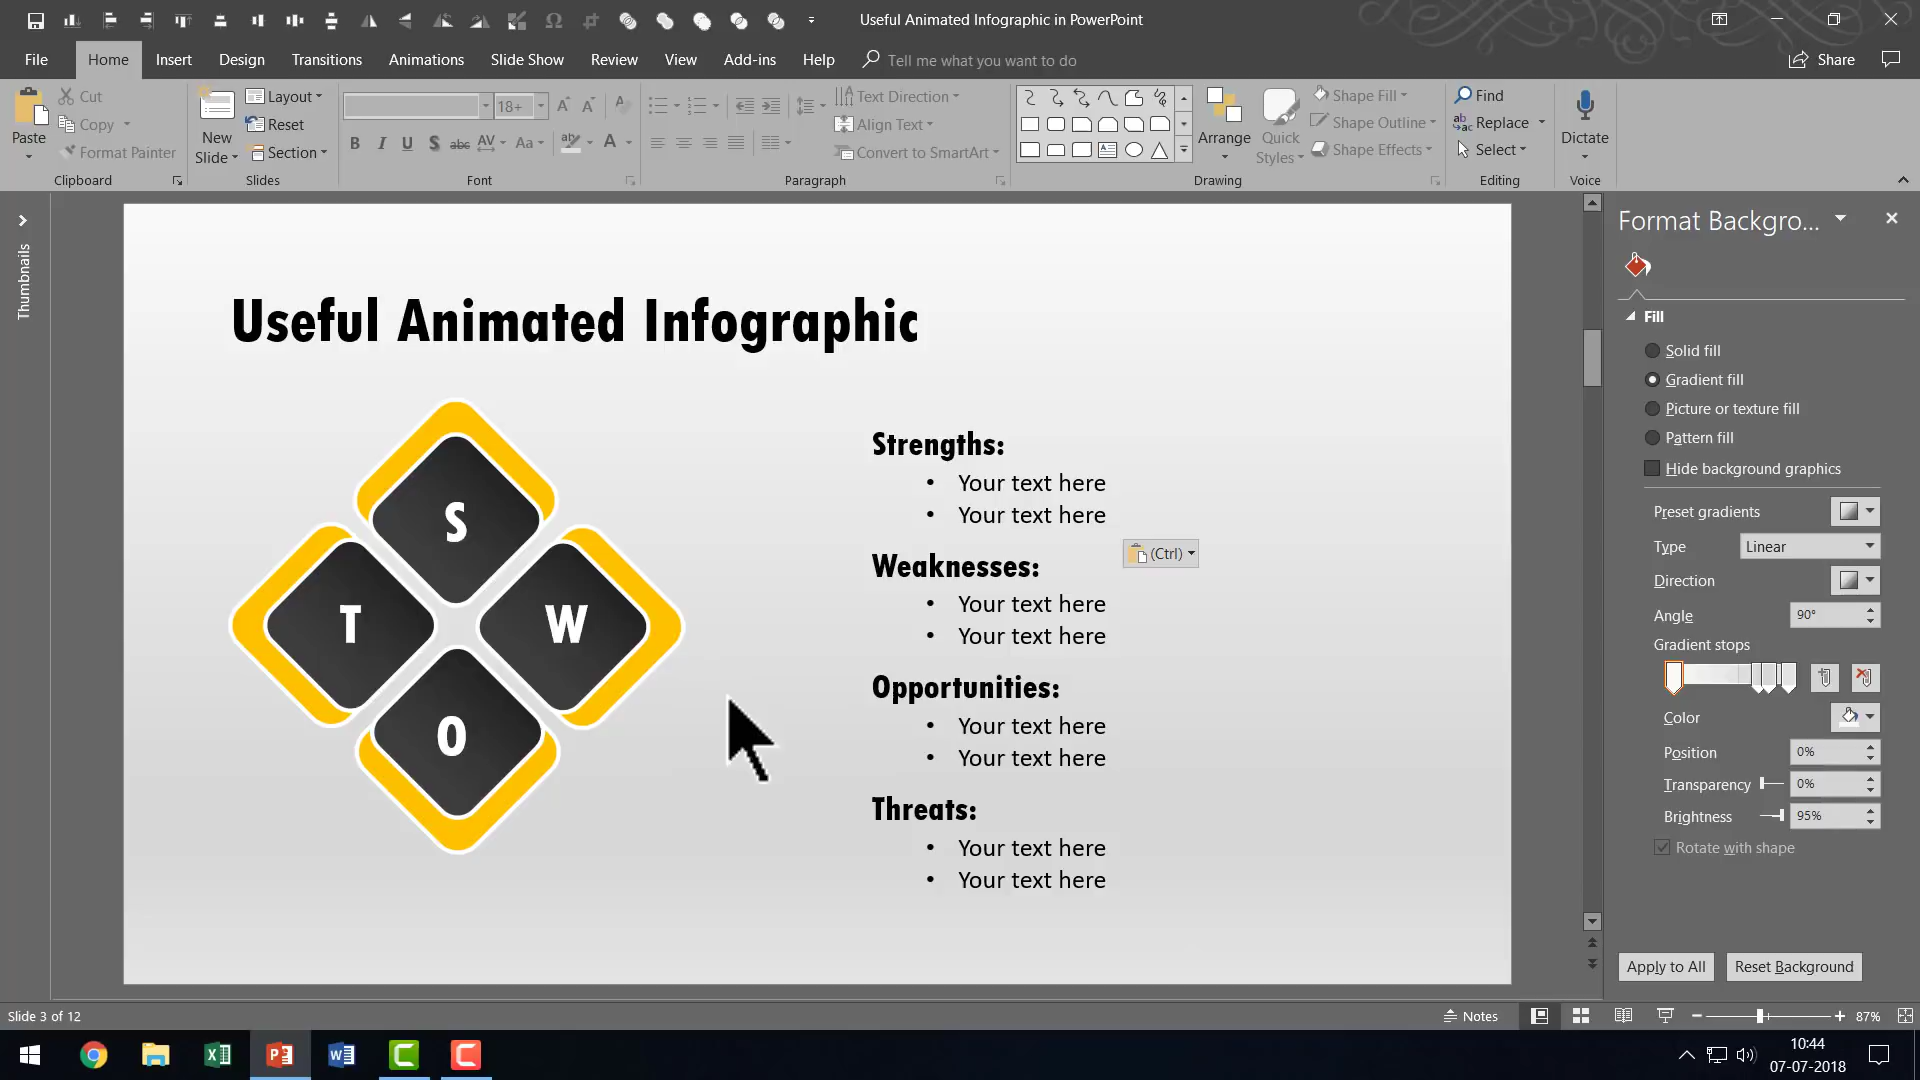 Useful Animated Infographic in PowerPoint
File Home Insert Design Transitions Animations Slide Show Review View Add-ins Help Tell me what you want to do Share
Paste
Cut
Copy
Format Painter
Clipboard
New Slide
Layout
Reset
Section
Slides
18+
B I U S abc AV Aa A
Font
Text Direction
Align Text
Convert to SmartArt
Paragraph
Arrange
Quick Styles
Shape Fill
Shape Outline
Shape Effects
Drawing
Find
Replace
Select
Editing
Dictate
Voice
Thumbnails
Useful Animated Infographic
S
T
W
O
Strengths:
• Your text here
• Your text here
(Ctrl)
Weaknesses:
• Your text here
• Your text here
Opportunities:
• Your text here
• Your text here
Threats:
• Your text here
• Your text here
Format Backgro...
Fill
Solid fill
Gradient fill
Picture or texture fill
Pattern fill
Hide background graphics
Preset gradients
Type Linear
Direction
Angle 90°
Gradient stops
Color
Position 0%
Transparency 0%
Brightness 95%
Rotate with shape
Apply to All Reset Background
Slide 3 of 12
Notes
87%
10:44
07-07-2018